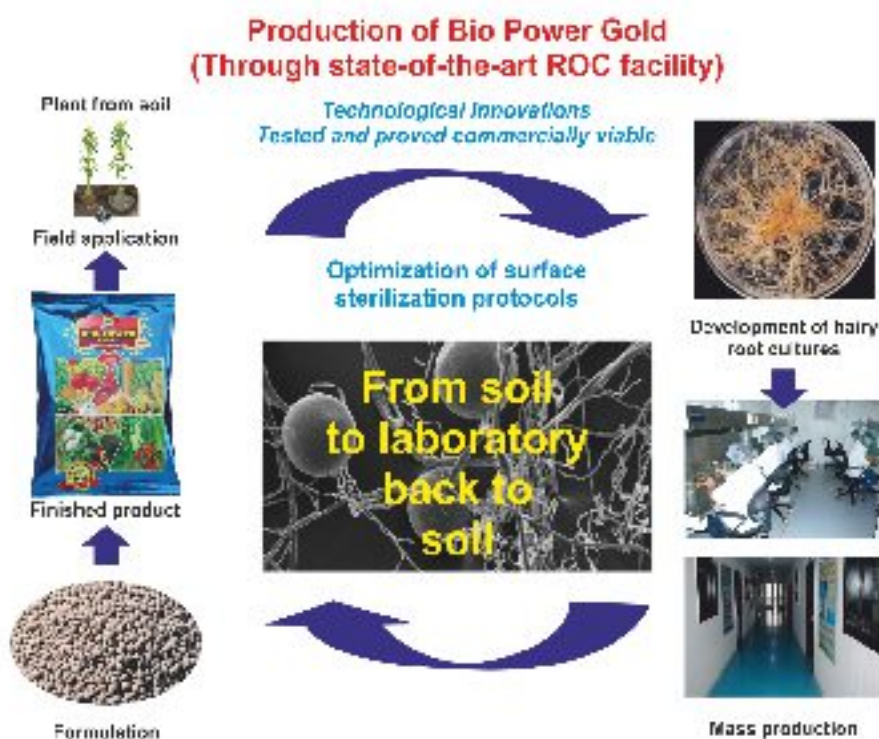 Production of Bio Power Gold
(Through state-of-the-art ROC facility)
Technological Innovations
Tested and proved commercially viable
Plant from soil
Field application
Optimization of surface
sterilization protocols
Development of hairy
root cultures
From soil
to laboratory
back to
soil
Finished product
Formulation
Mass production